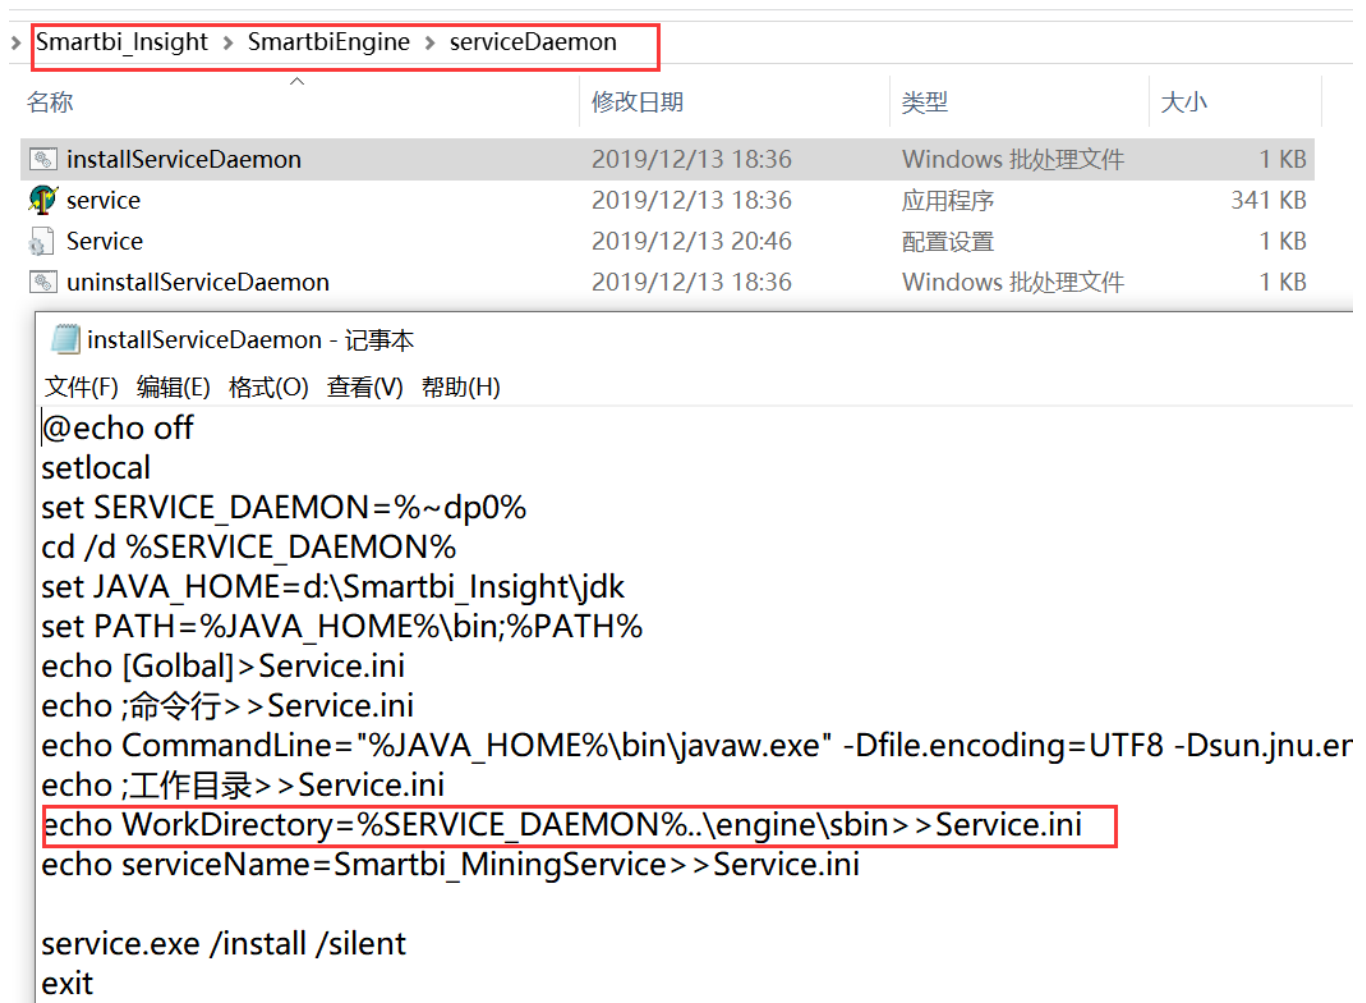 Smartbi_Insight > SmartbiEngine > serviceDaemon
名称 修改日期 类型 大小
installServiceDaemon 2019/12/13 18:36 Windows 批处理文件 1 KB
service 2019/12/13 18:36 应用程序 341 KB
Service 2019/12/13 20:46 配置设置 1 KB
uninstallServiceDaemon 2019/12/13 18:36 Windows 批处理文件 1 KB
installServiceDaemon - 记事本
文件(F) 编辑(E) 格式(O) 查看(V) 帮助(H)
@echo off
setlocal
set SERVICE_DAEMON=%~dp0%
cd /d %SERVICE_DAEMON%
set JAVA_HOME=d:\Smartbi_Insight\jdk
set PATH=%JAVA_HOME%\bin;%PATH%
echo [Golbal]>Service.ini
echo ;命令行>>Service.ini
echo CommandLine="%JAVA_HOME%\bin\javaw.exe" -Dfile.encoding=UTF8 -Dsun.jnu.en
echo ;工作目录>>Service.ini
echo WorkDirectory=%SERVICE_DAEMON%..\engine\sbin>>Service.ini
echo serviceName=Smartbi_MiningService>>Service.ini
service.exe /install /silent
exit